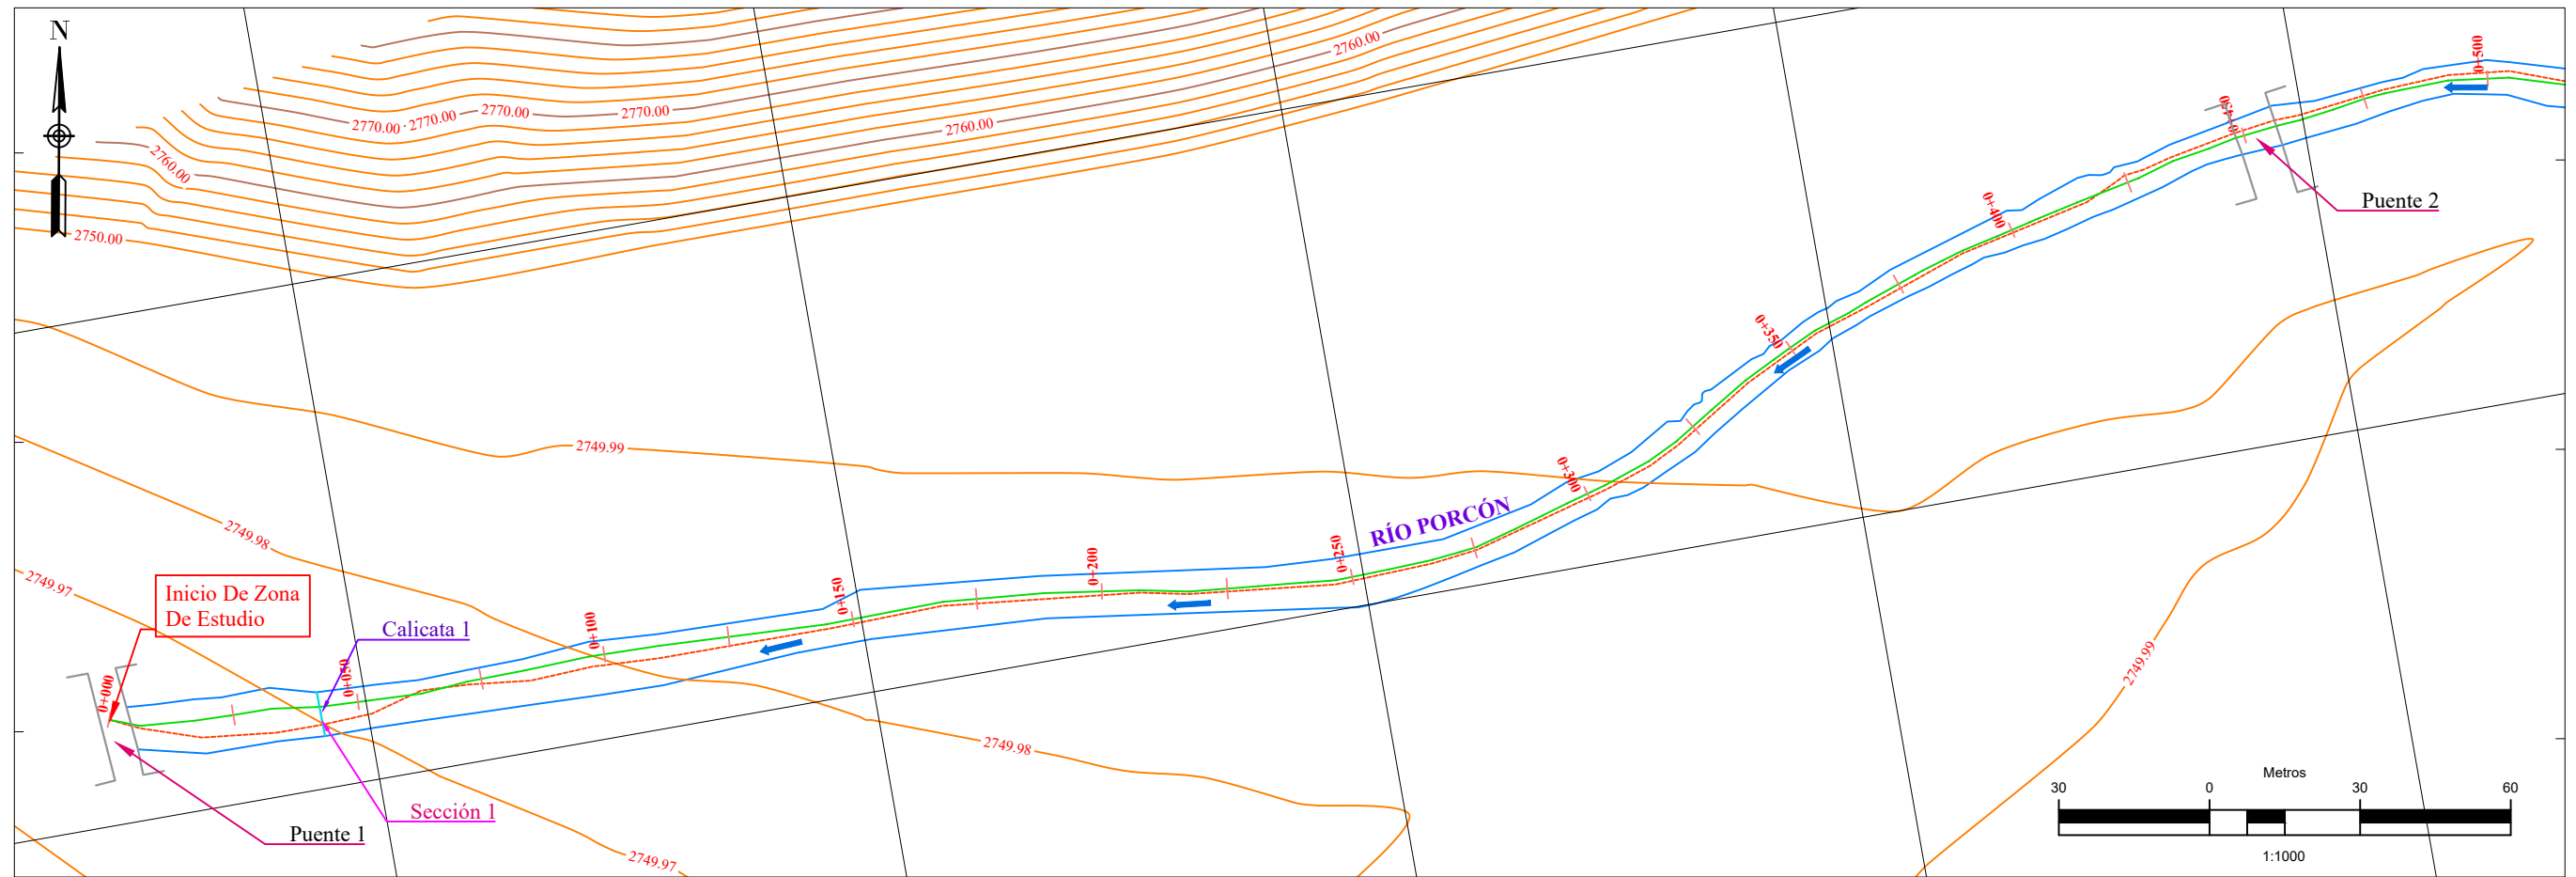 N
2760.00
2770.00
2770.00
2770.00
2770.00
2760.00
2760.00
2750.00
0+500
0+450
Puente 2
0+400
0+350
2749.99
0+300
RÍO PORCÓN
2749.98
0+250
0+200
0+150
0+100
2749.97
Inicio De Zona
De Estudio
Calicata 1
0+050
0+000
2749.99
2749.98
Sección 1
Puente 1
2749.97
Metros
30 0 30 60
1:1000